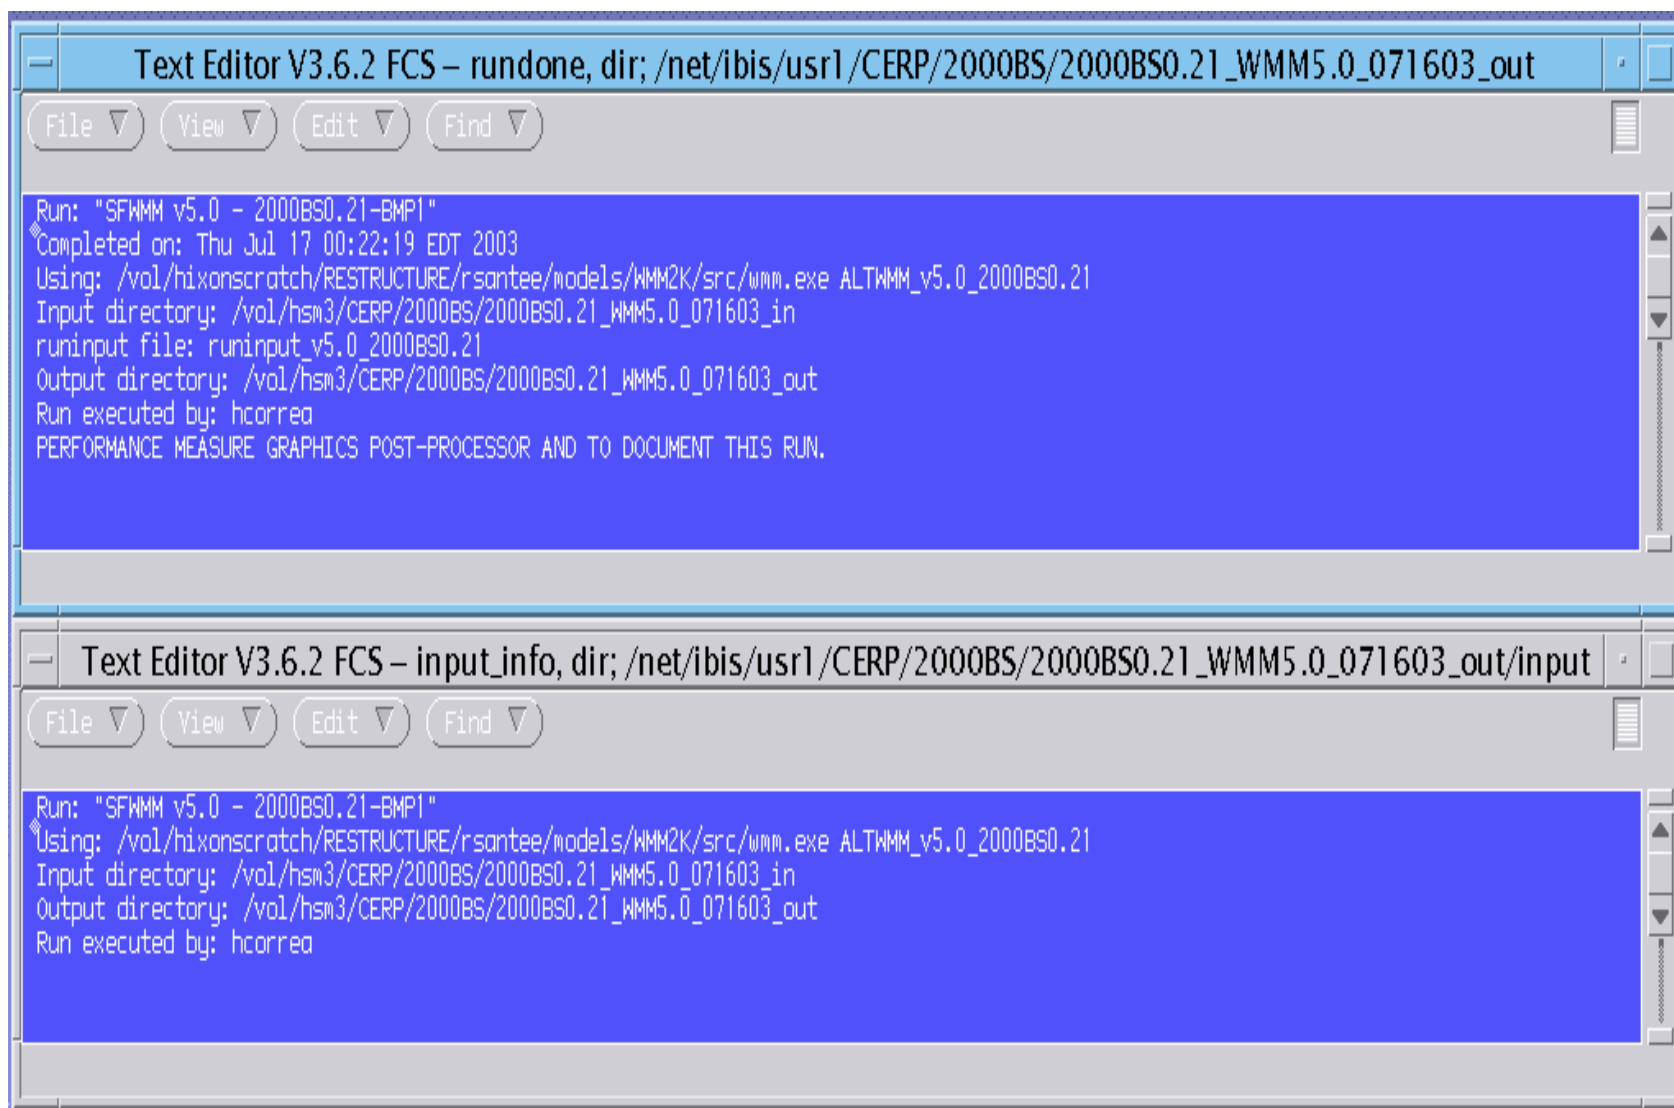 Text Editor V3.6.2 FCS – rundone, dir; /net/ibis/usr1/CERP/2000BS/2000BS0.21_WMM5.0_071603_out
File View Edit Find
Run: "SFWMM v5.0 - 2000BS0.21-BMP1"
Completed on: Thu Jul 17 00:22:19 EDT 2003
Using: /vol/hixonscratch/RESTRUCTURE/rsantee/models/WMM2K/src/wmm.exe ALTWMM_v5.0_2000BS0.21
Input directory: /vol/hsm3/CERP/2000BS/2000BS0.21_WMM5.0_071603_in
runinput file: runinput_v5.0_2000BS0.21
Output directory: /vol/hsm3/CERP/2000BS/2000BS0.21_WMM5.0_071603_out
Run executed by: hcorrea
PERFORMANCE MEASURE GRAPHICS POST-PROCESSOR AND TO DOCUMENT THIS RUN.
Text Editor V3.6.2 FCS – input_info, dir; /net/ibis/usr1/CERP/2000BS/2000BS0.21_WMM5.0_071603_out/input
File View Edit Find
Run: "SFWMM v5.0 - 2000BS0.21-BMP1"
Using: /vol/hixonscratch/RESTRUCTURE/rsantee/models/WMM2K/src/wmm.exe ALTWMM_v5.0_2000BS0.21
Input directory: /vol/hsm3/CERP/2000BS/2000BS0.21_WMM5.0_071603_in
Output directory: /vol/hsm3/CERP/2000BS/2000BS0.21_WMM5.0_071603_out
Run executed by: hcorrea